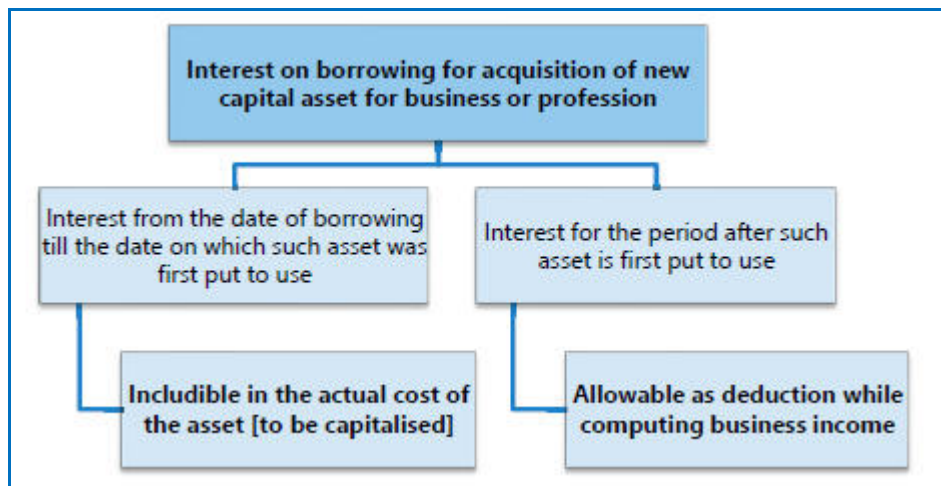 Interest on borrowing for acquisition of new
capital asset for business or profession
Interest from the date of borrowing
till the date on which such asset was
first put to use
Interest for the period after such
asset is first put to use
Includible in the actual cost of
the asset [to be capitalised]
Allowable as deduction while
computing business income